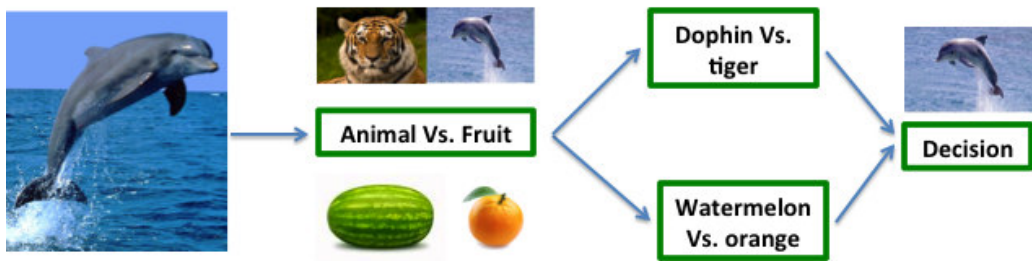 Dophin Vs.
tiger
Animal Vs. Fruit
Decision
Watermelon
Vs. orange